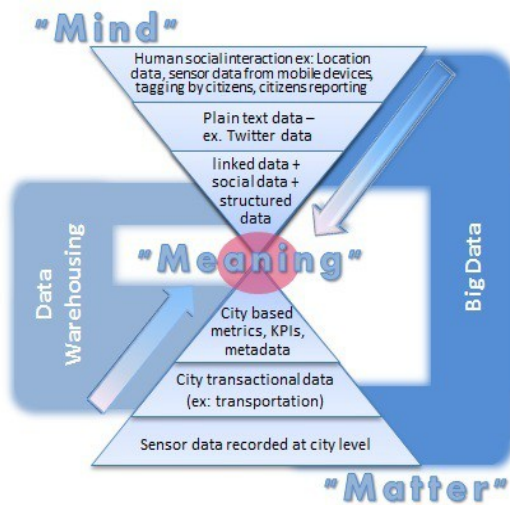 "Mind"
Human social interaction ex: Location
data, sensor data from mobile devices,
tagging by citizens, citizens reporting
Plain text data –
ex. Twitter data
linked data +
social data +
structured
data
"Meaning"
Data
Warehousing
Big Data
City based
metrics, KPIs,
metadata
City transactional data
(ex: transportation)
Sensor data recorded at city level
"Matter"